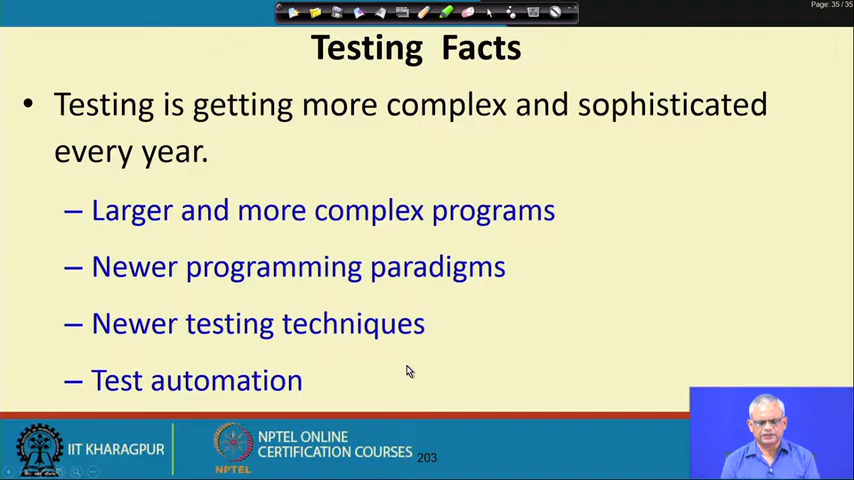 Page: 35 / 35
Testing Facts
• Testing is getting more complex and sophisticated
every year.
– Larger and more complex programs
– Newer programming paradigms
– Newer testing techniques
– Test automation
IIT KHARAGPUR
NPTEL
NPTEL ONLINE
CERTIFICATION COURSES
203